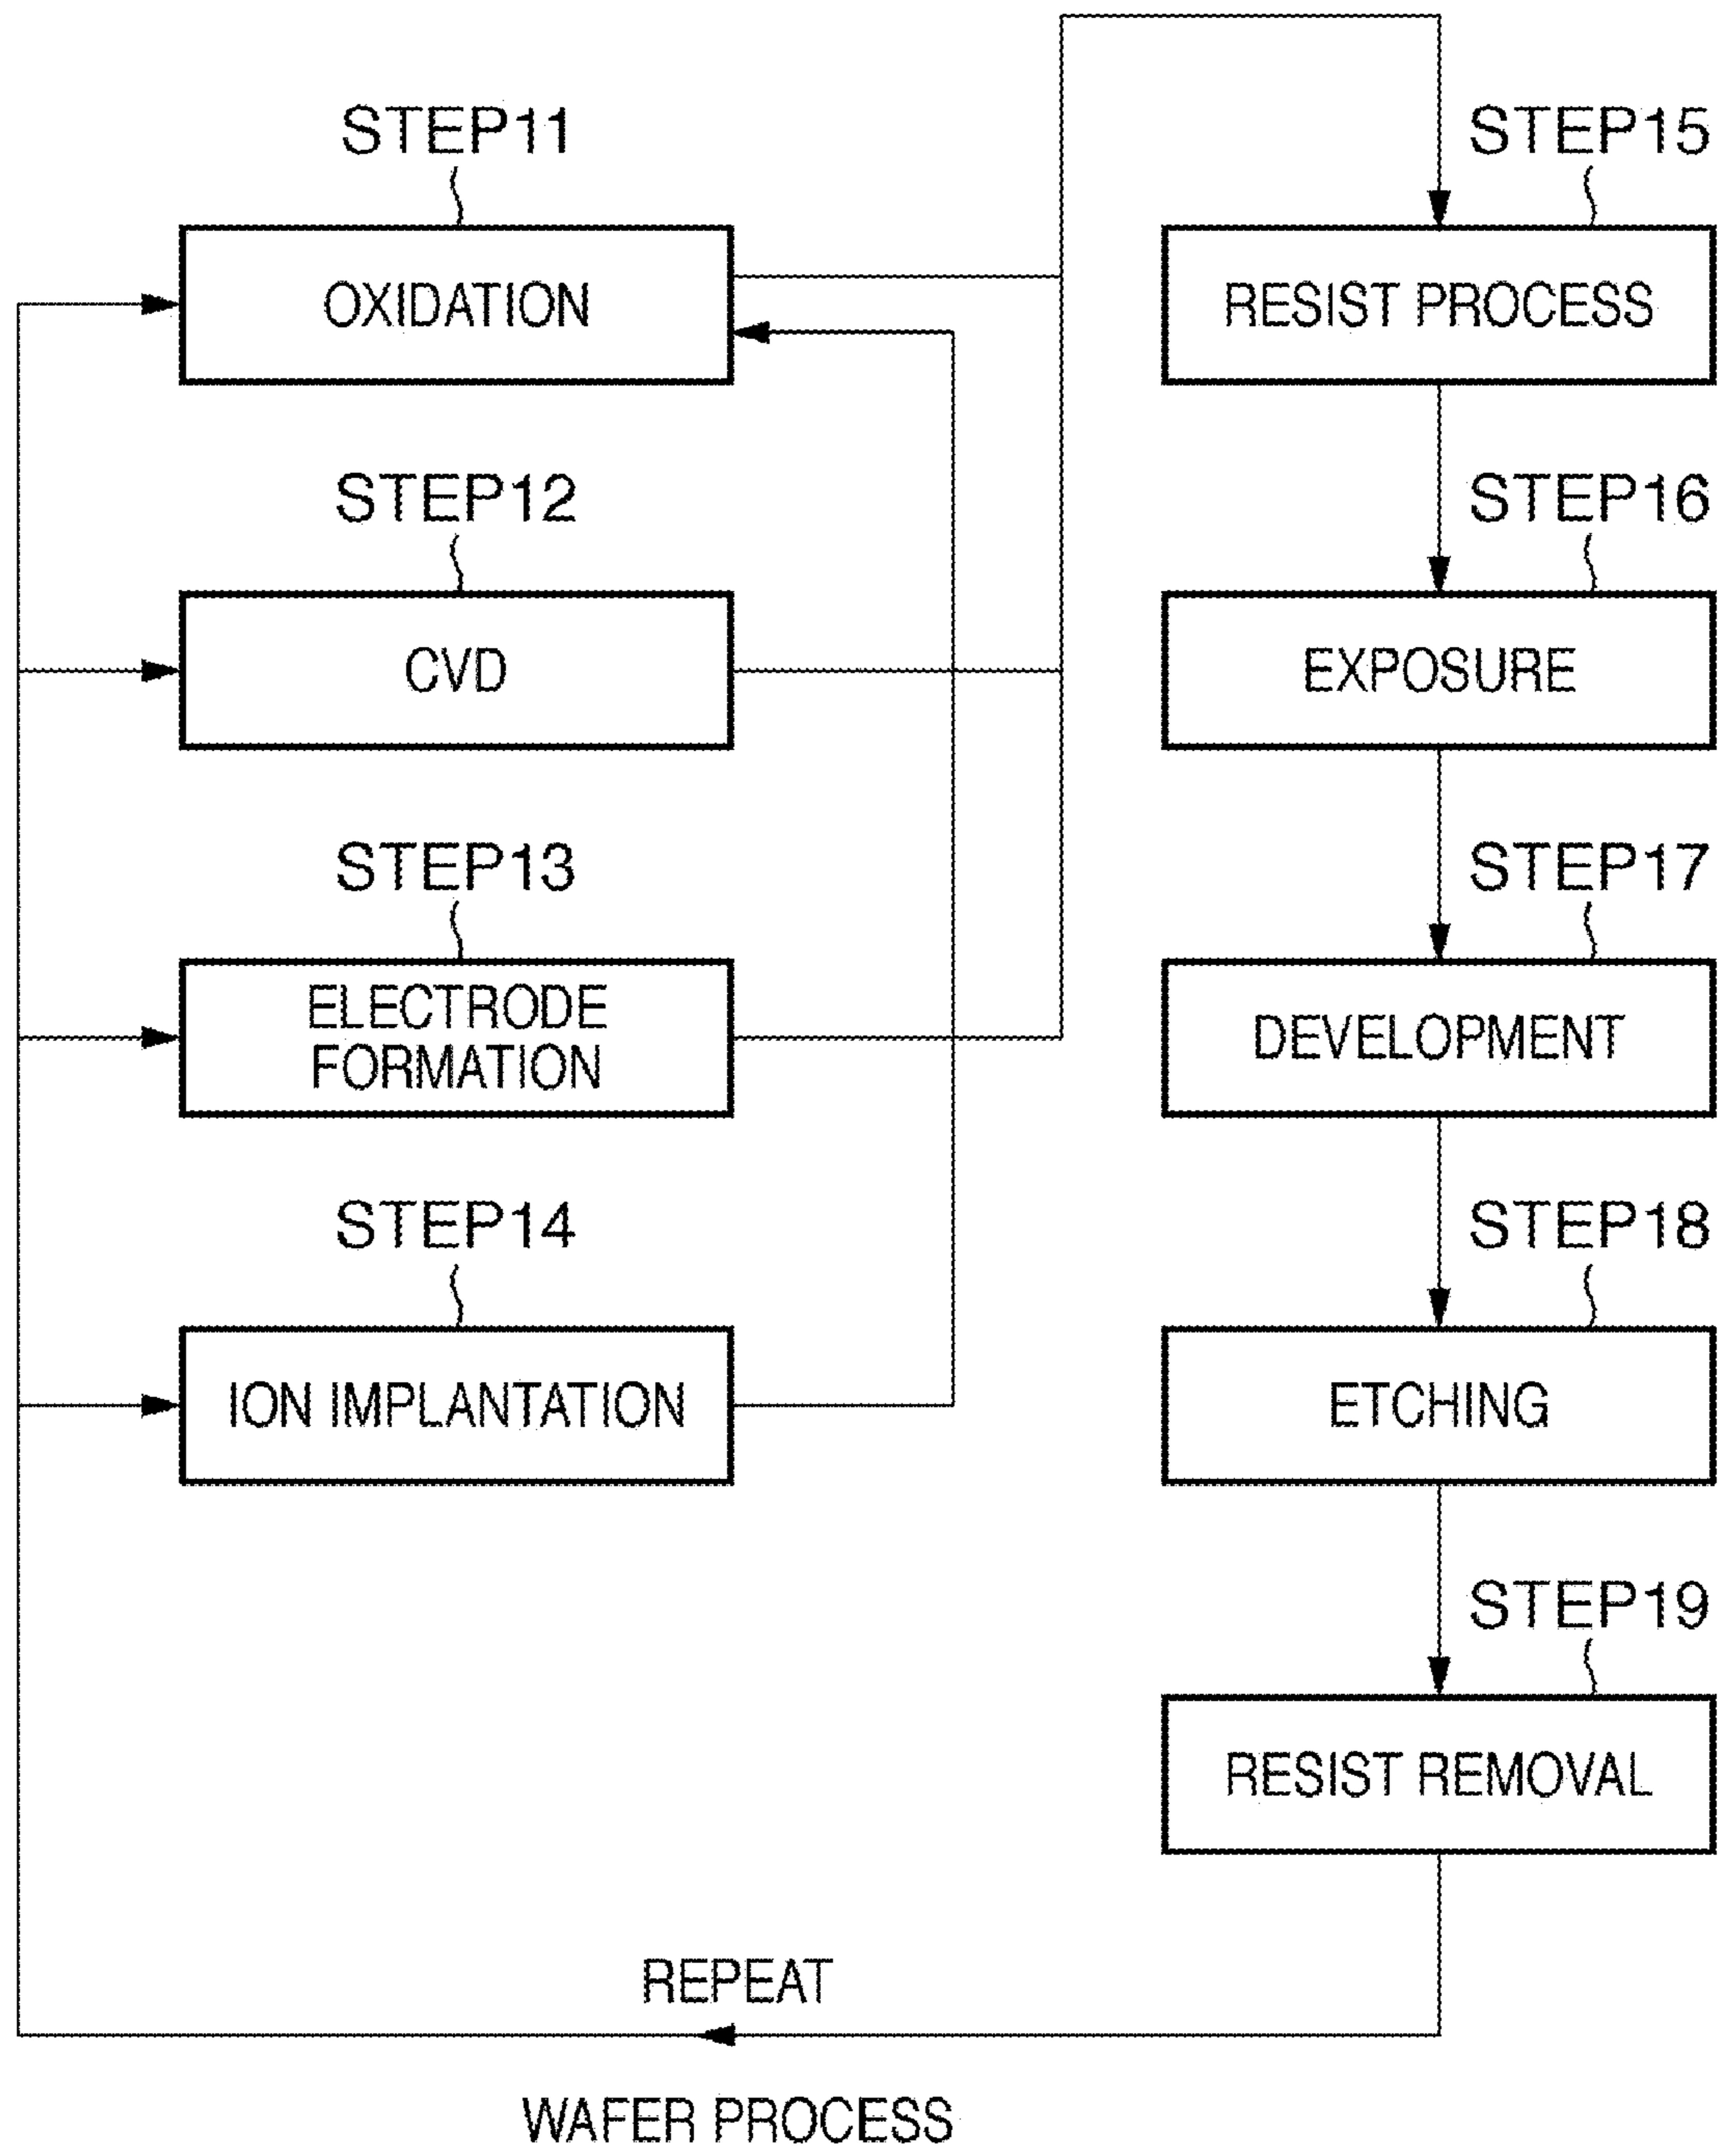 STEP11
OXIDATION
STEP12
CVD
STEP13
ELECTRODE
FORMATION
STEP14
ION IMPLANTATION
STEP15
RESIST PROCESS
STEP16
EXPOSURE
STEP17
DEVELOPMENT
STEP18
ETCHING
STEP19
RESIST REMOVAL
REPEAT
WAFER PROCESS